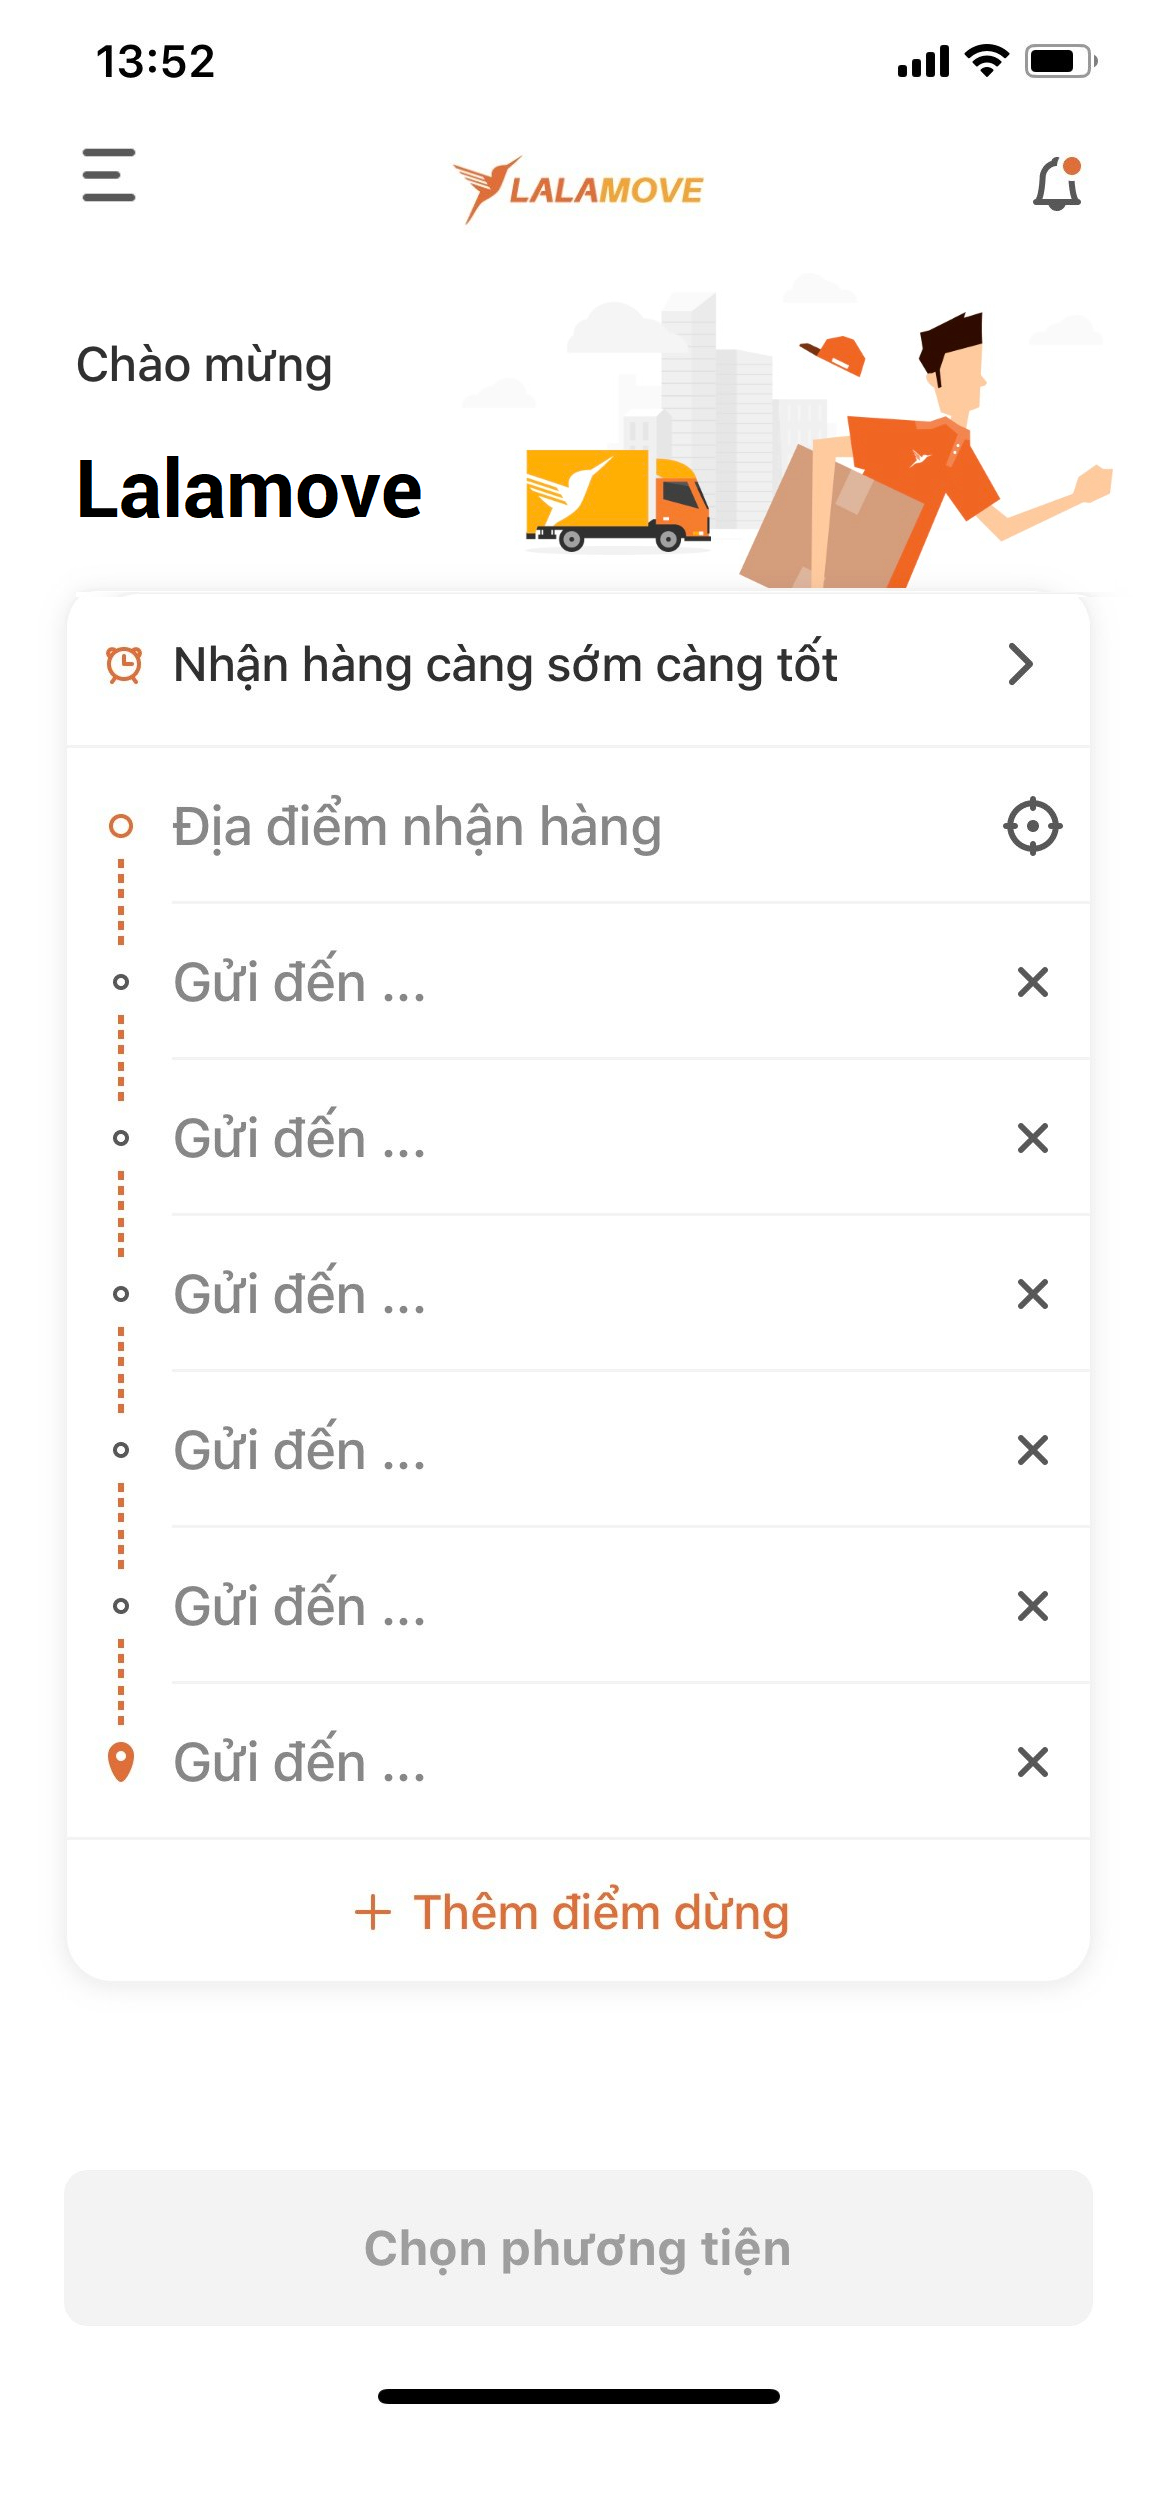 13:52
LALAMOVE
Chào mừng
Lalamove
Nhận hàng càng sớm càng tốt
Địa điểm nhận hàng
Gửi đến ...
Gửi đến ...
Gửi đến ...
Gửi đến ...
Gửi đến ...
Gửi đến ...
+ Thêm điểm dừng
Chọn phương tiện